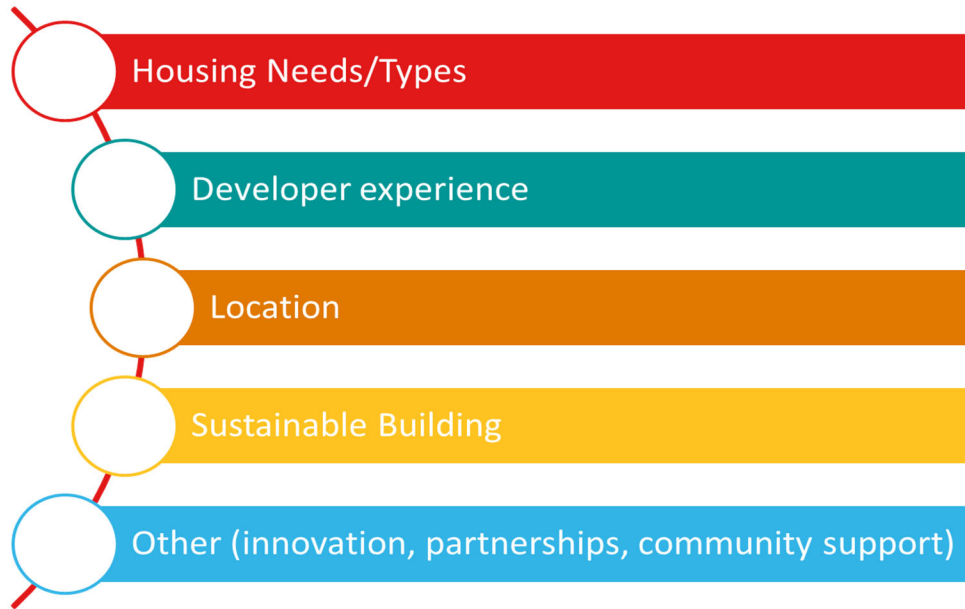 Housing Needs/Types
Developer experience
Location
Sustainable Building
Other (innovation, partnerships, community support)